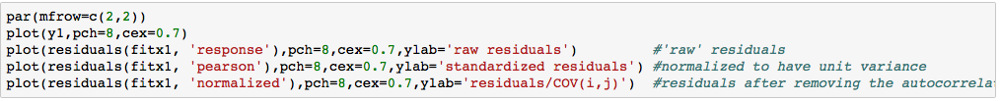 par(mfrow=c(2,2))
plot(y1,pch=8,cex=0.7)
plot(residuals(fitx1, 'response'),pch=8,cex=0.7,ylab='raw residuals') #'raw' residuals
plot(residuals(fitx1, 'pearson'),pch=8,cex=0.7,ylab='standardized residuals') #normalized to have unit variance
plot(residuals(fitx1, 'normalized'),pch=8,cex=0.7,ylab='residuals/COV(i,j)') #residuals after removing the autocorrela